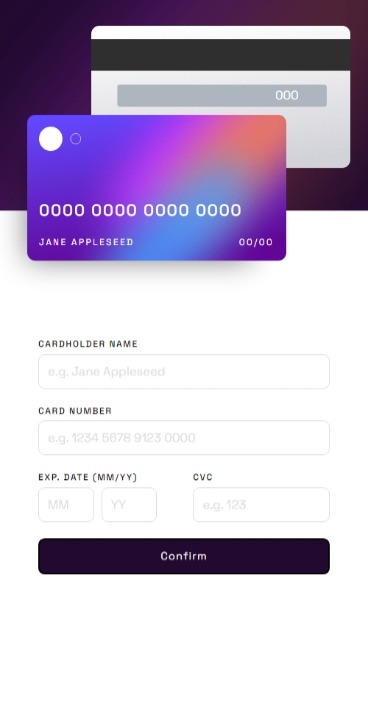 000
0000 0000 0000 0000
JANE APPLESEED 00/00
CARDHOLDER NAME
e.g. Jane Appleseed
CARD NUMBER
e.g. 1234 5678 9123 0000
EXP. DATE (MM/YY) CVC
MM YY e.g. 123
Confirm